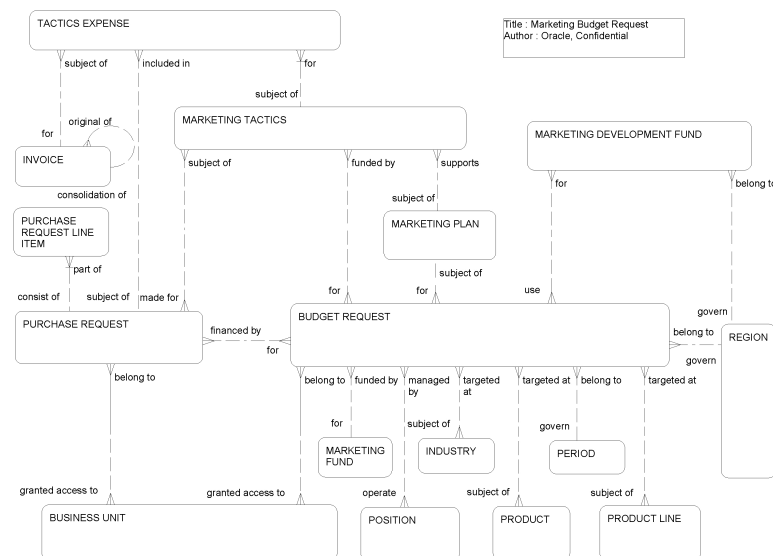 TACTICS EXPENSE
Title : Marketing Budget Request
Author : Oracle, Confidential
subject of
included in
for
subject of
original of
MARKETING TACTICS
MARKETING DEVELOPMENT FUND
for
subject of
funded by
supports
INVOICE
for
belong to
consolidation of
subject of
PURCHASE
REQUEST LINE
ITEM
MARKETING PLAN
part of
subject of
consist of
subject of
made for
for
for
use
govern
PURCHASE REQUEST
BUDGET REQUEST
financed by
belong to
REGION
for
govern
belong to
belong to
funded by
managed
by
targeted
at
targeted at
belong to
targeted at
for
subject of
govern
MARKETING
FUND
INDUSTRY
PERIOD
granted access to
granted access to
operate
subject of
subject of
BUSINESS UNIT
POSITION
PRODUCT
PRODUCT LINE